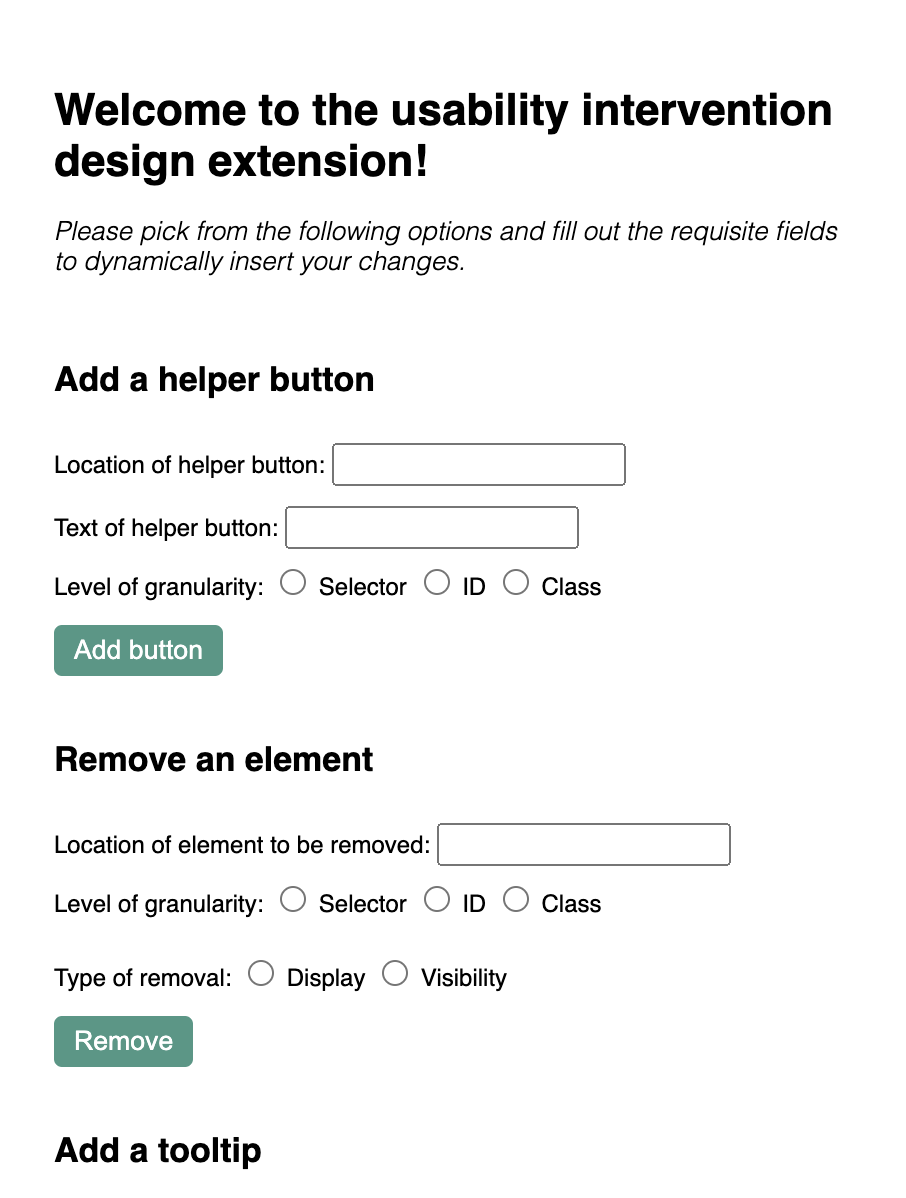 Welcome to the usability intervention
design extension!
Please pick from the following options and fill out the requisite fields
to dynamically insert your changes.
Add a helper button
Location of helper button:
Text of helper button:
Level of granularity: Selector ID Class
Add button
Remove an element
Location of element to be removed:
Level of granularity: Selector ID Class
Type of removal: Display Visibility
Remove
Add a tooltip